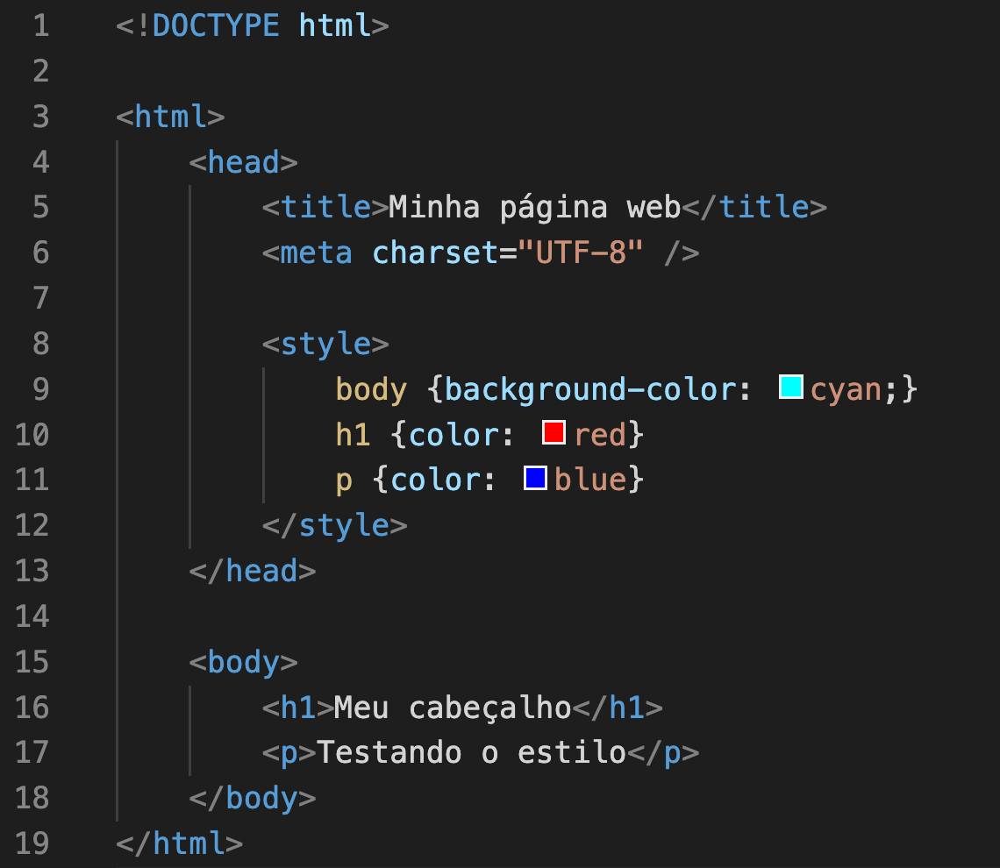 1 <!DOCTYPE html>
2
3 <html>
4     <head>
5         <title>Minha página web</title>
6         <meta charset="UTF-8" />
7
8         <style>
9             body {background-color: cyan;}
10             h1 {color: red}
11             p {color: blue}
12         </style>
13     </head>
14
15     <body>
16         <h1>Meu cabeçalho</h1>
17         <p>Testando o estilo</p>
18     </body>
19 </html>